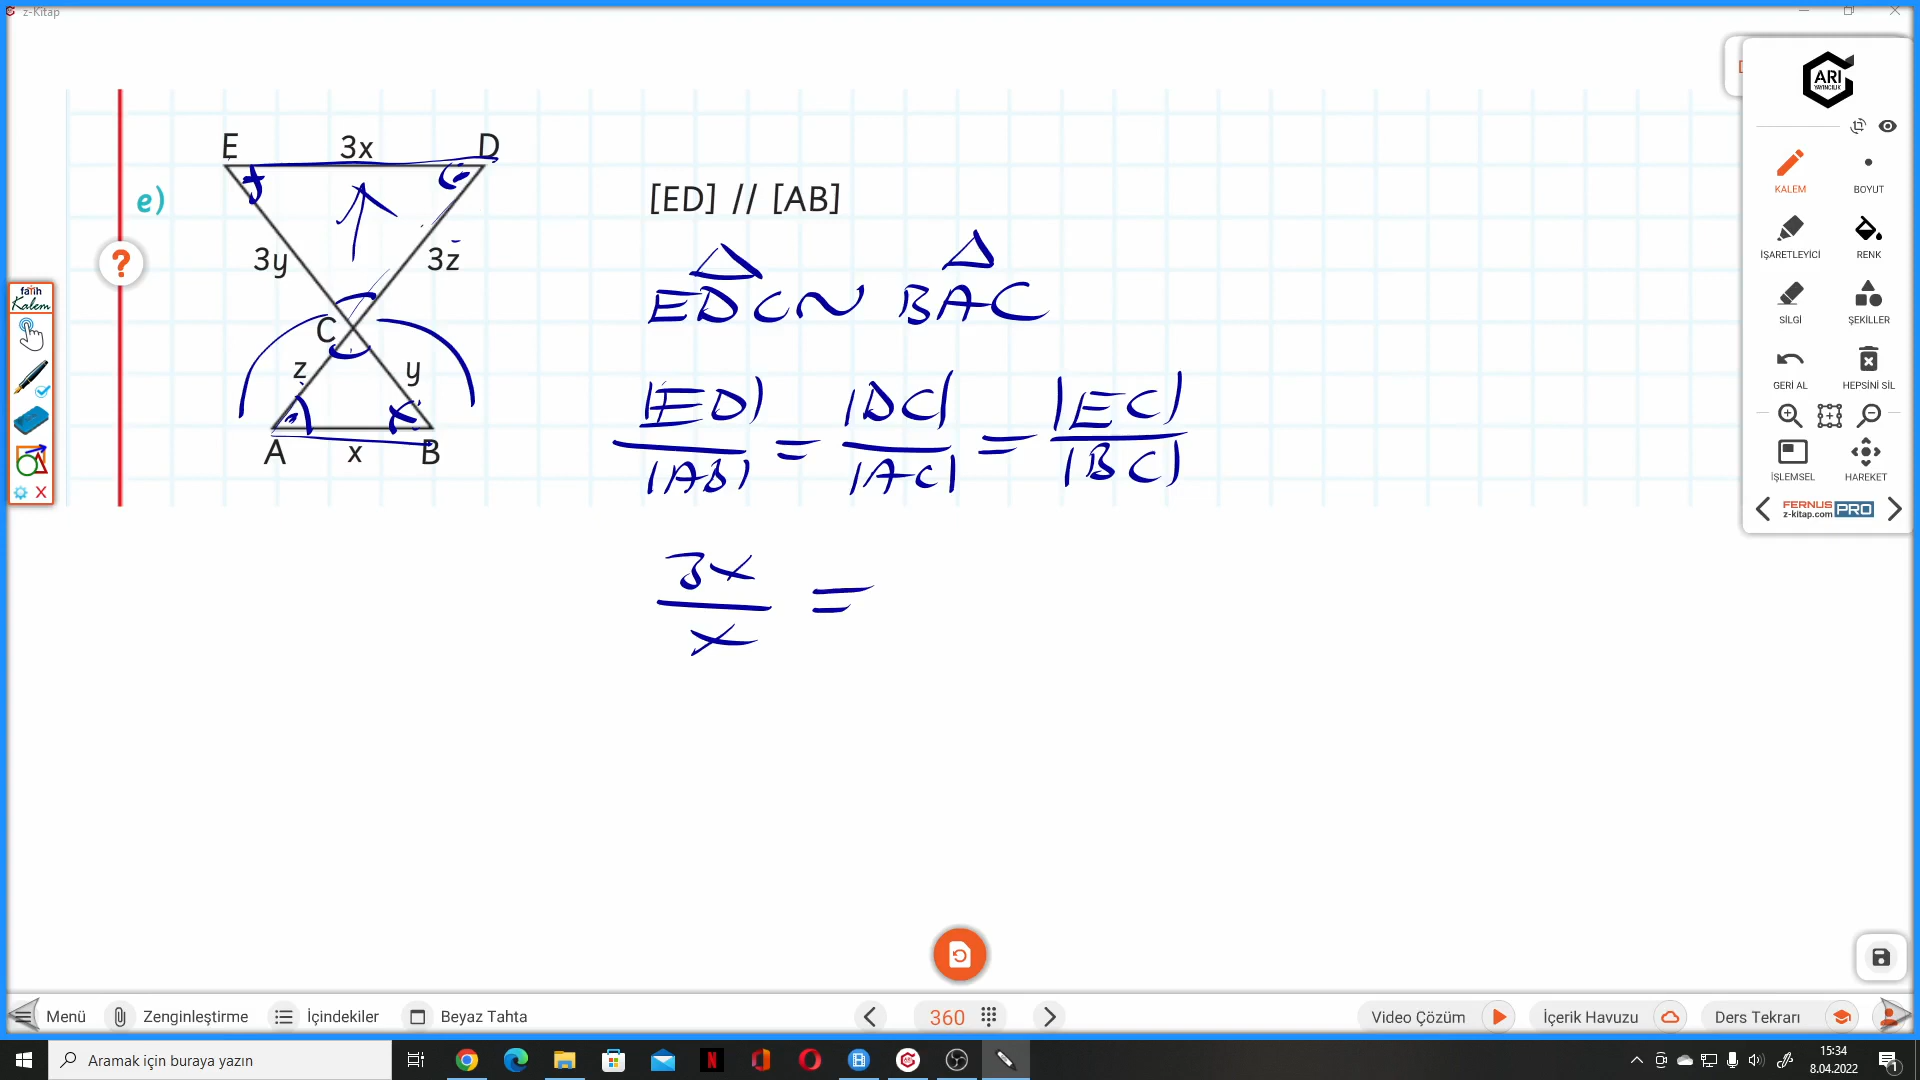 z-Kitap
ARI
YAYINCILIK
E 3x D
e)
[ED] // [AB]
3y 3z
EDC ~ BAC
C
z y
A x B
|ED| / |AB| = |DC| / |AC| = |EC| / |BC|
3x / x =
?
fatih
Kalem
KALEM
BOYUT
İŞARETLEYİCİ
RENK
SİLGİ
ŞEKİLLER
GERİ AL
HEPSİNİ SİL
İŞLEMSEL
HAREKET
FERNUS
z-kitap.com PRO
Menü
Zenginleştirme
İçindekiler
Beyaz Tahta
360
Video Çözüm
İçerik Havuzu
Ders Tekrarı
Aramak için buraya yazın
15:34
8.04.2022
1